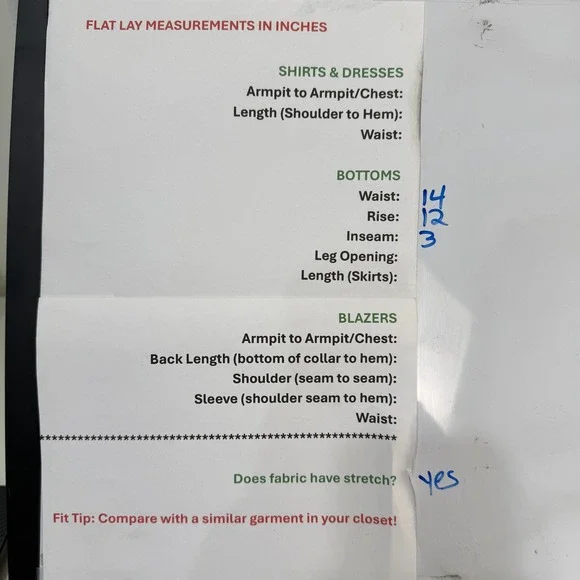 FLAT LAY MEASUREMENTS IN INCHES
SHIRTS & DRESSES
Armpit to Armpit/Chest:
Length (Shoulder to Hem):
Waist:
BOTTOMS
Waist: 14
Rise: 12
Inseam: 3
Leg Opening:
Length (Skirts):
BLAZERS
Armpit to Armpit/Chest:
Back Length (bottom of collar to hem):
Shoulder (seam to seam):
Sleeve (shoulder seam to hem):
Waist:
************************************************************
Does fabric have stretch? yes
Fit Tip: Compare with a similar garment in your closet!